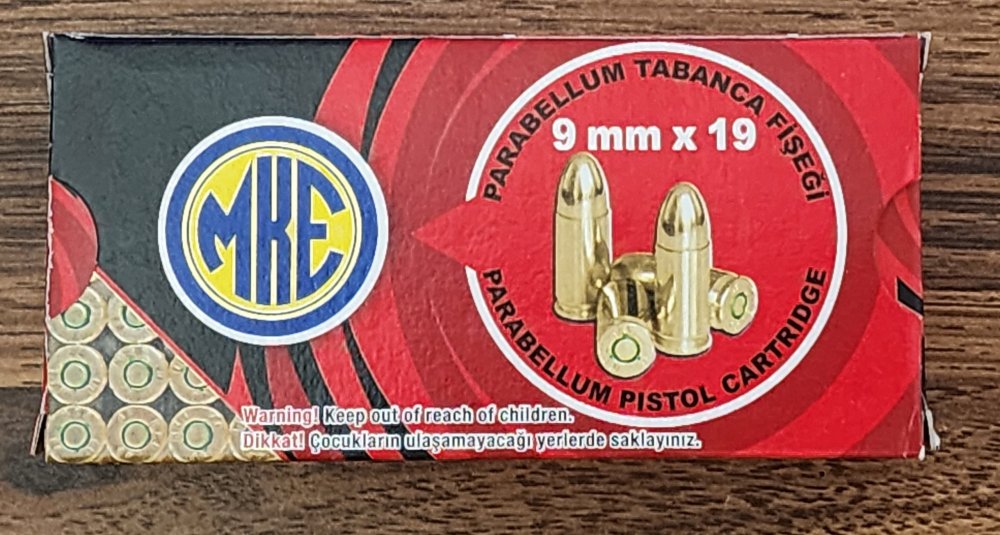 MKE
PARABELLUM TABANCA FİŞEĞİ
9 mm x 19
PARABELLUM PISTOL CARTRIDGE
Warning! Keep out of reach of children.
Dikkat! Çocukların ulaşamayacağı yerlerde saklayınız.